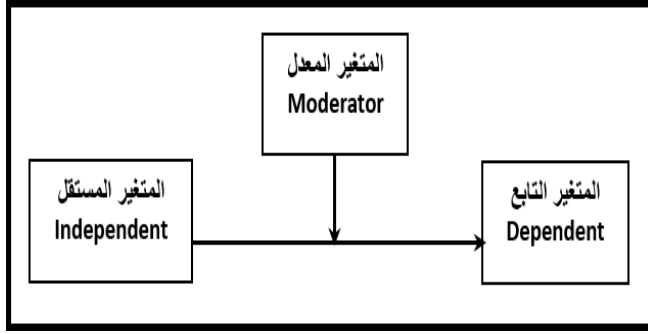 المتغير المعدل
Moderator
المتغير المستقل
Independent
المتغير التابع
Dependent